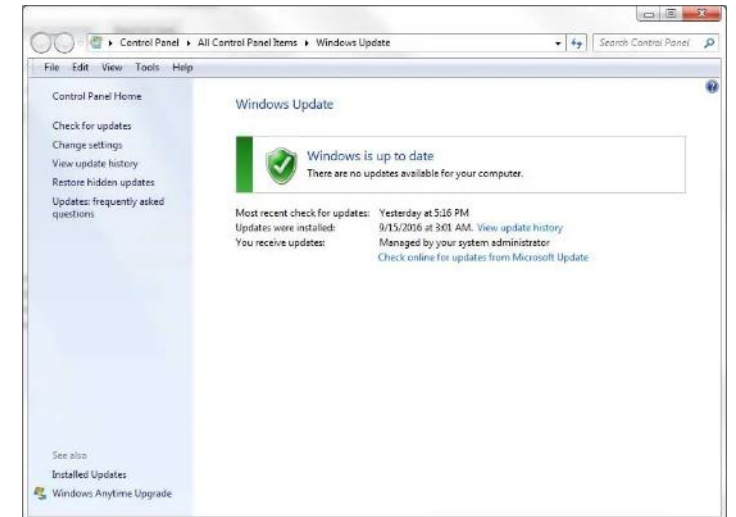 Control Panel ▸ All Control Panel Items ▸ Windows Update
Search Control Panel
File Edit View Tools Help
Control Panel Home
Check for updates
Change settings
View update history
Restore hidden updates
Updates: frequently asked
questions
Windows Update
Windows is up to date
There are no updates available for your computer.
Most recent check for updates: Yesterday at 5:16 PM
Updates were installed: 9/15/2016 at 3:01 AM. View update history
You receive updates: Managed by your system administrator
Check online for updates from Microsoft Update
See also
Installed Updates
Windows Anytime Upgrade